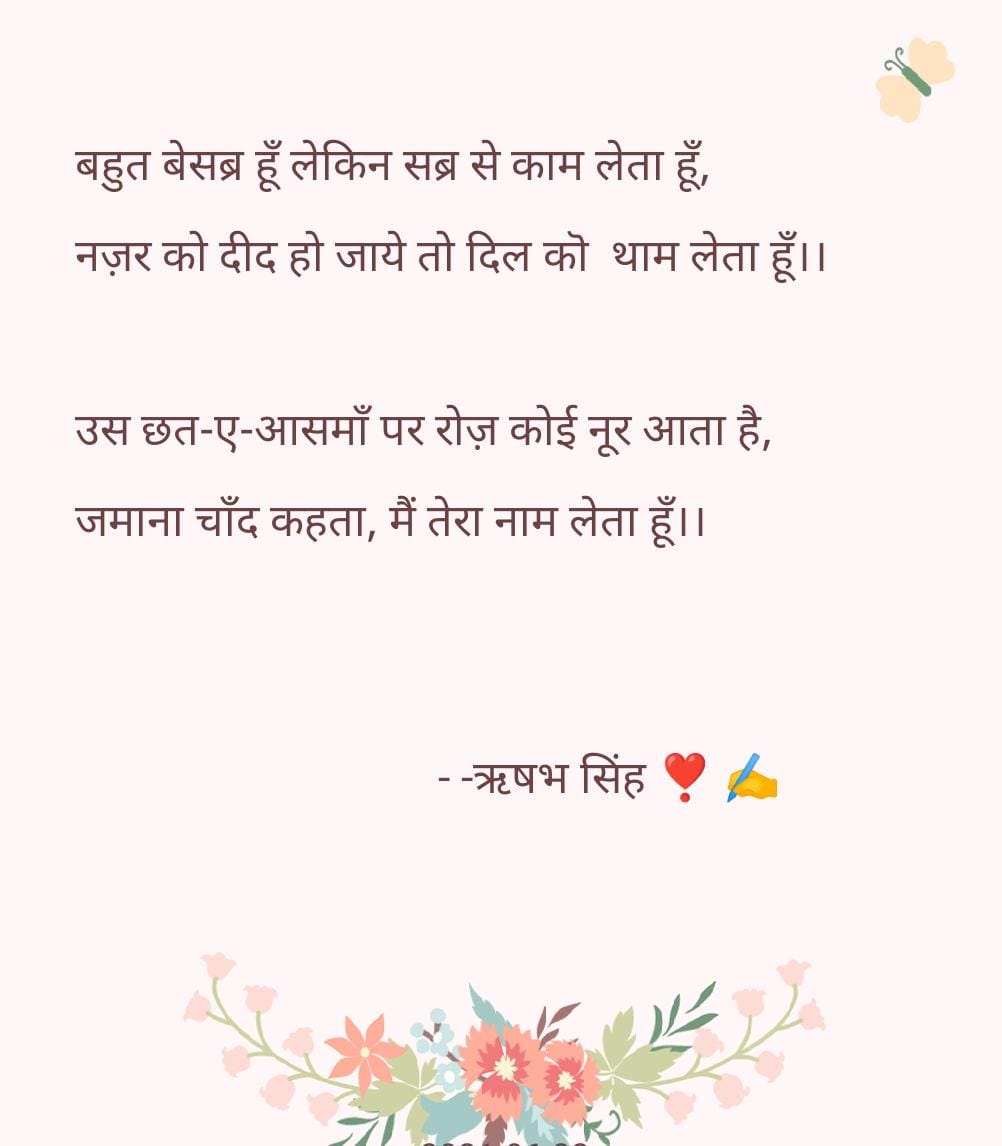 बहुत बेसब्र हूँ लेकिन सब्र से काम लेता हूँ,
नज़र को दीद हो जाये तो दिल कॊ थाम लेता हूँ।।
उस छत-ए-आसमाँ पर रोज़ कोई नूर आता है,
जमाना चाँद कहता, मैं तेरा नाम लेता हूँ।।
- -ऋषभ सिंह ❣️ ✍️